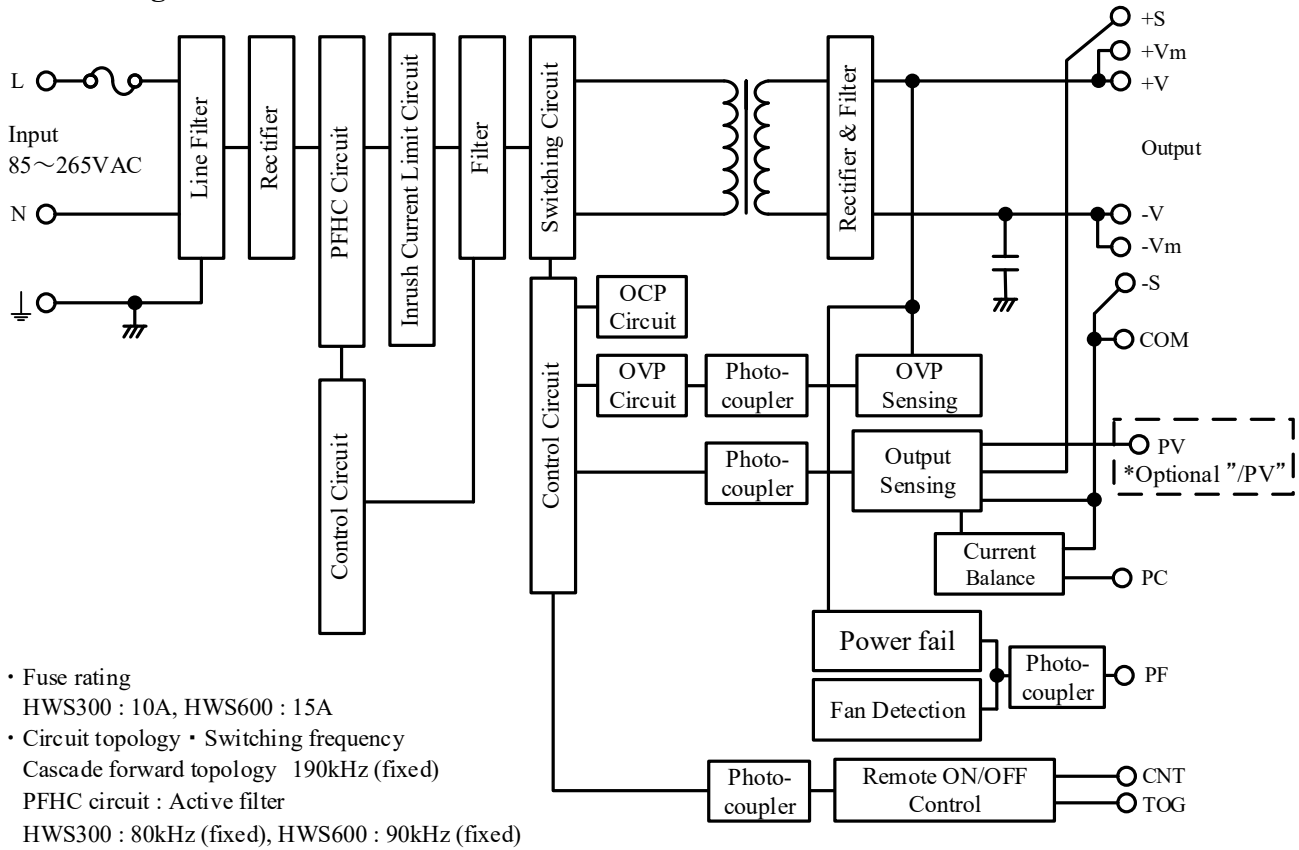 L
Input
85～265VAC
N
Line Filter
Rectifier
PFHC Circuit
Inrush Current Limit Circuit
Filter
Switching Circuit
Rectifier & Filter
+S
+Vm
+V
Output
-V
-Vm
-S
COM
Control Circuit
Control Circuit
OCP
Circuit
OVP
Circuit
Photo-
coupler
OVP
Sensing
Photo-
coupler
Output
Sensing
PV
*Optional ”/PV”
Current
Balance
PC
Power fail
Fan Detection
Photo-
coupler
PF
Photo-
coupler
Remote ON/OFF
Control
CNT
TOG
・Fuse rating
HWS300 : 10A, HWS600 : 15A
・Circuit topology・Switching frequency
Cascade forward topology 190kHz (fixed)
PFHC circuit : Active filter
HWS300 : 80kHz (fixed), HWS600 : 90kHz (fixed)